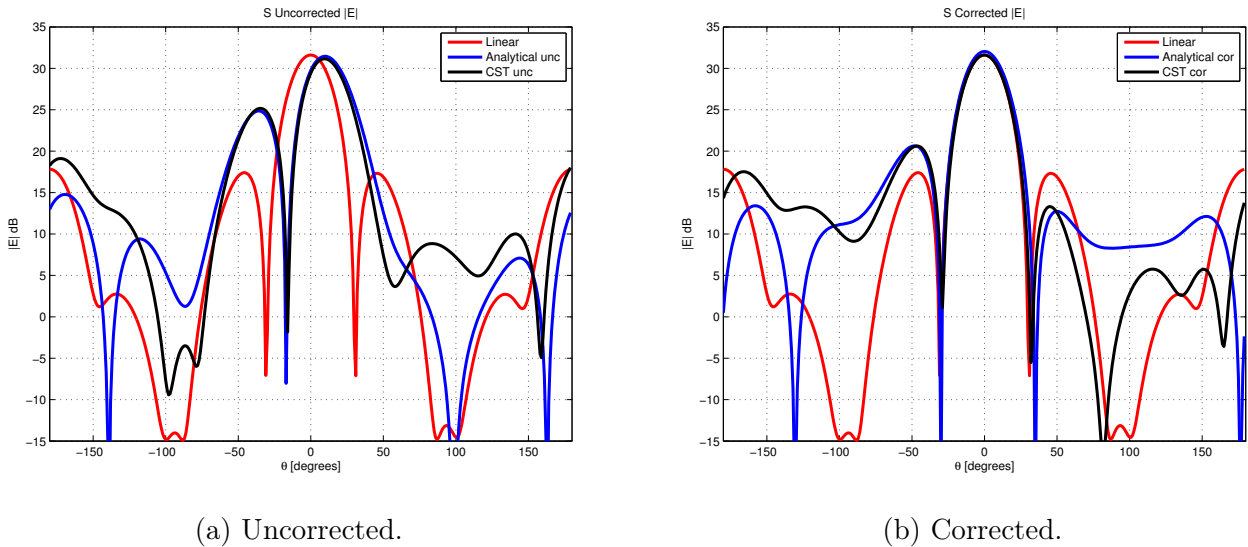 S Uncorrected |E|
35
30
25
20
15
10
5
0
−5
−10
−15
|E| dB
−150
−100
−50
0
50
100
150
θ [degrees]
Linear
Analytical unc
CST unc
(a) Uncorrected.
S Corrected |E|
35
30
25
20
15
10
5
0
−5
−10
−15
|E| dB
−150
−100
−50
0
50
100
150
θ [degrees]
Linear
Analytical cor
CST cor
(b) Corrected.